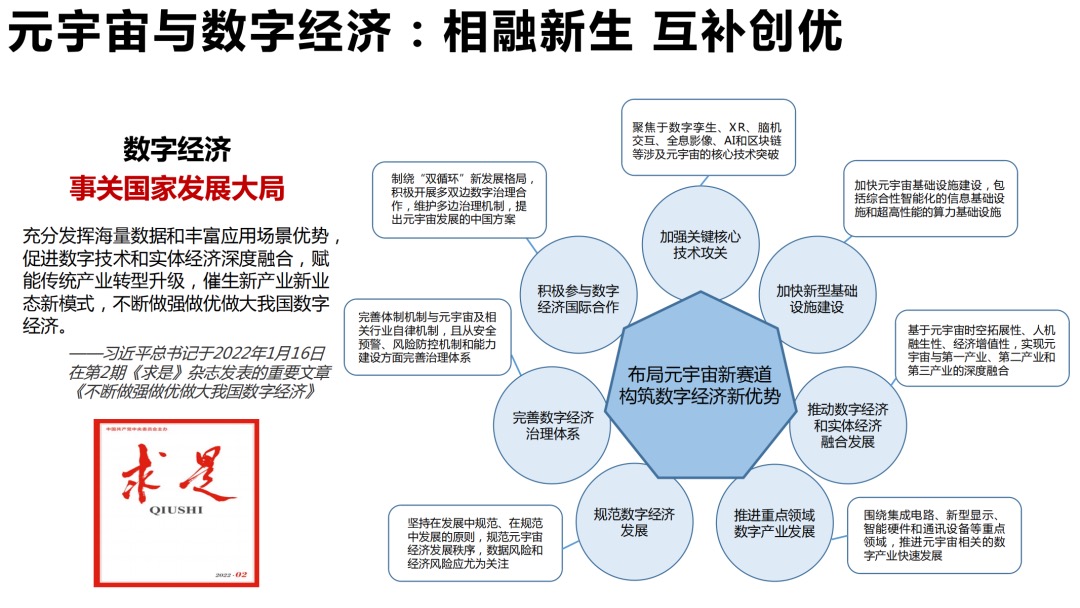 元宇宙与数字经济：相融新生 互补创优
数字经济
事关国家发展大局
充分发挥海量数据和丰富应用场景优势，
促进数字技术和实体经济深度融合，赋
能传统产业转型升级，催生新产业新业
态新模式，不断做强做优做大我国数字
经济。
——习近平总书记于2022年1月16日
在第2期《求是》杂志发表的重要文章
《不断做强做优做大我国数字经济》
中国共产党中央委员会主办
求是
QIUSHI
2022·02
聚焦于数字孪生、XR、脑机
交互、全息影像、AI和区块链
等涉及元宇宙的核心技术突破
加强关键核心
技术攻关
加快元宇宙基础设施建设，包
括综合性智能化的信息基础设
施和超高性能的算力基础设施
加快新型基础
设施建设
基于元宇宙时空拓展性、人机
融生性、经济增值性，实现元
宇宙与第一产业、第二产业和
第三产业的深度融合
推动数字经济
和实体经济
融合发展
围绕集成电路、新型显示、
智能硬件和通讯设备等重点
领域，推进元宇宙相关的数
字产业快速发展
推进重点领域
数字产业发展
坚持在发展中规范、在规范
中发展的原则，规范元宇宙
经济发展秩序，数据风险和
经济风险应尤为关注
规范数字经济
发展
完善体制机制与元宇宙及相
关行业自律机制，且从安全
预警、风险防控机制和能力
建设方面完善治理体系
完善数字经济
治理体系
制绕“双循环”新发展格局，
积极开展多双边数字治理合
作，维护多边治理机制，提
出元宇宙发展的中国方案
积极参与数字
经济国际合作
布局元宇宙新赛道
构筑数字经济新优势